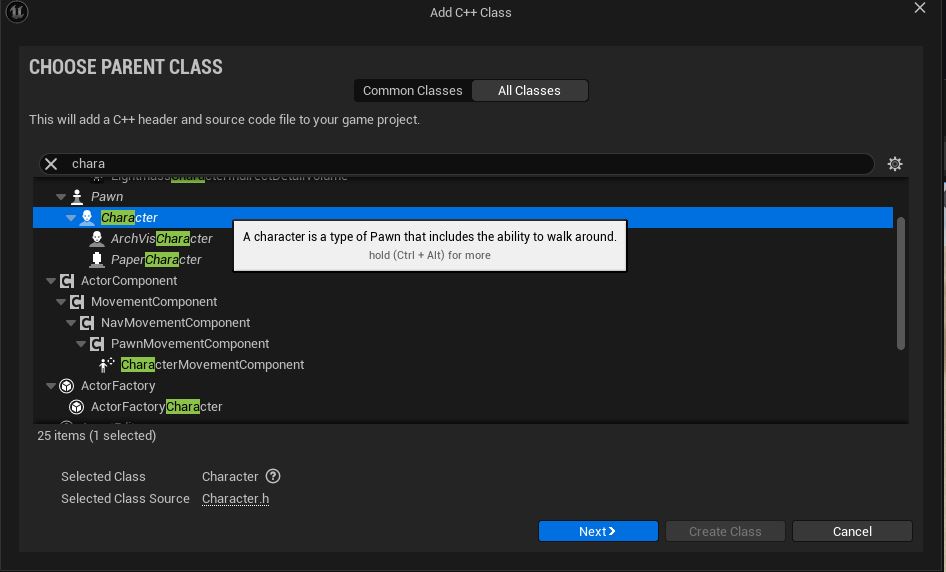 Add C++ Class
CHOOSE PARENT CLASS
Common Classes
All Classes
This will add a C++ header and source code file to your game project.
chara
Pawn
Character
A character is a type of Pawn that includes the ability to walk around.
hold (Ctrl + Alt) for more
ArchVisCharacter
PaperCharacter
ActorComponent
MovementComponent
NavMovementComponent
PawnMovementComponent
CharacterMovementComponent
ActorFactory
ActorFactoryCharacter
25 items (1 selected)
Selected Class Character
Selected Class Source Character.h
Next
Create Class
Cancel